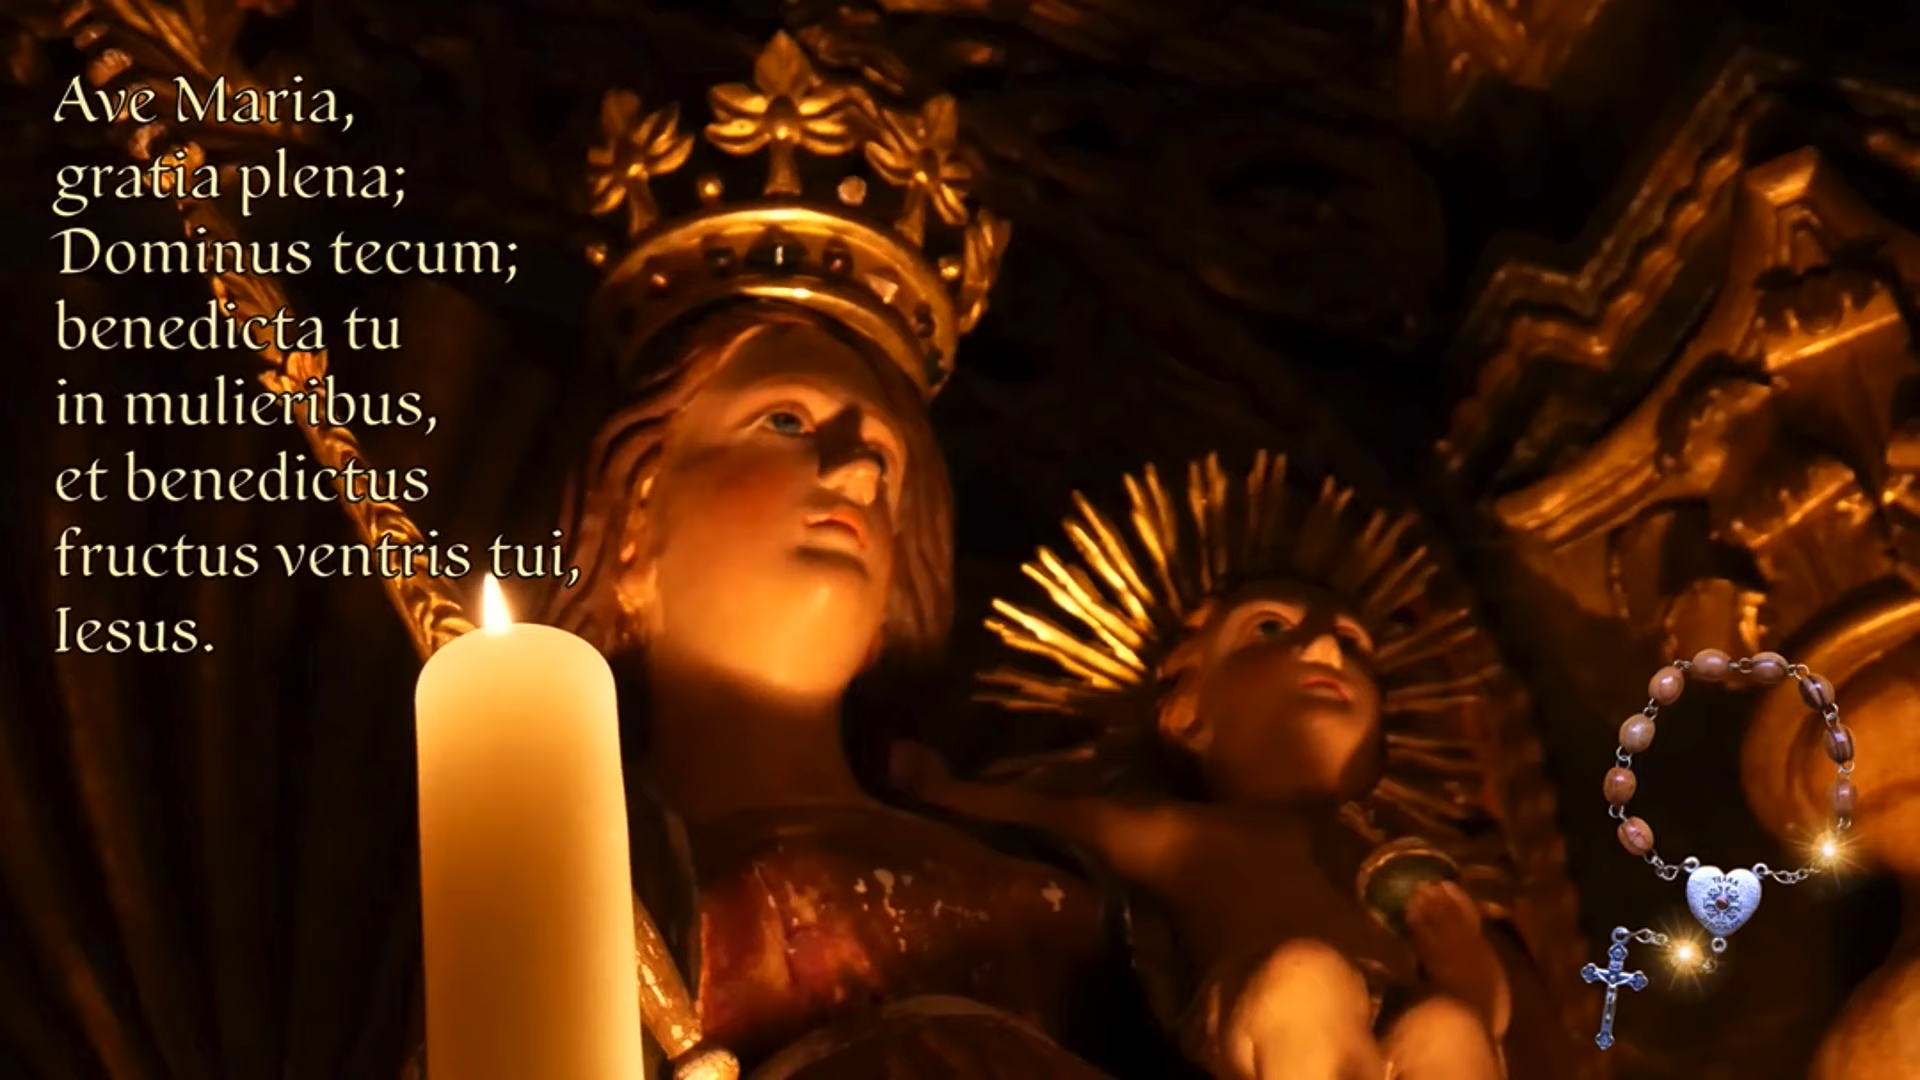 Ave Maria,
gratia plena;
Dominus tecum;
benedicta tu
in mulieribus,
et benedictus
fructus ventris tui,
Iesus.